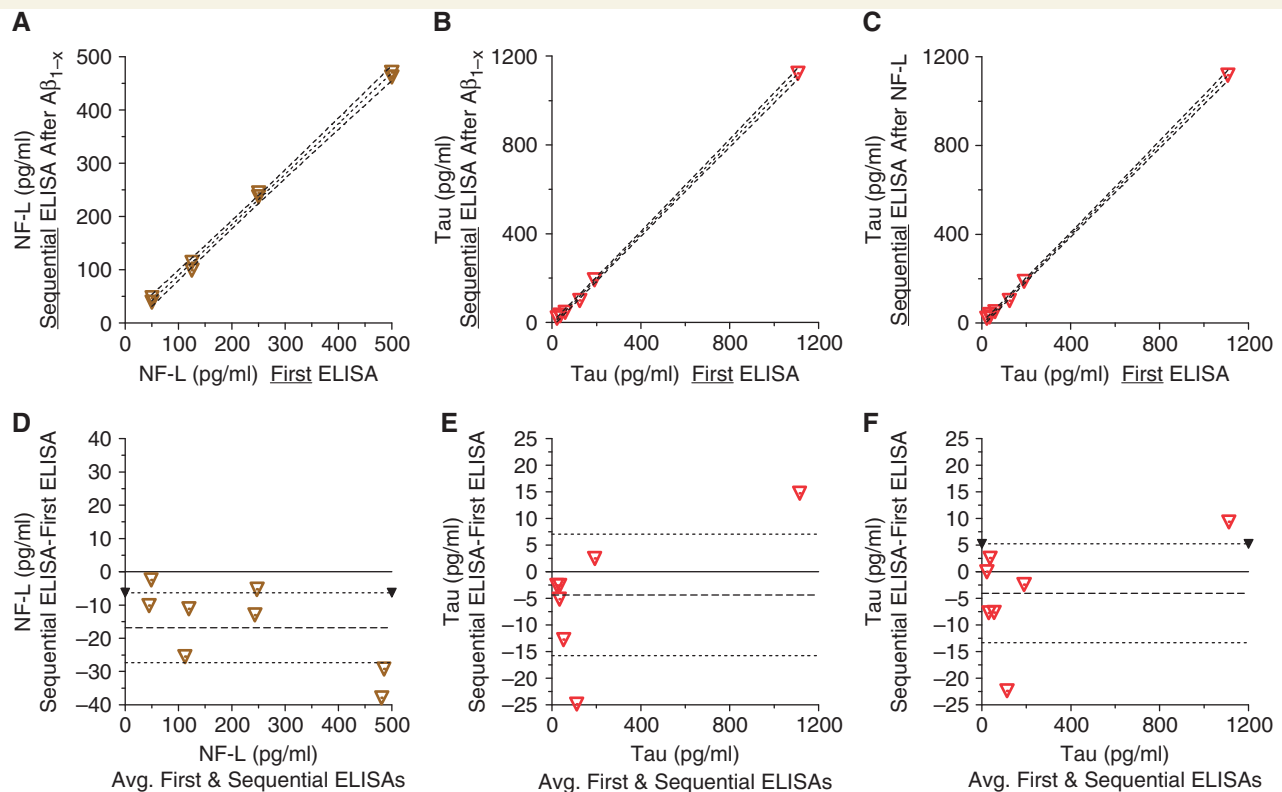 A
NF-L (pg/ml)
Sequential ELISA After Aβ1–x
500
400
300
200
100
0
0 100 200 300 400 500
NF-L (pg/ml) First ELISA
B
Tau (pg/ml)
Sequential ELISA After Aβ1–x
1200
800
400
0
0 400 800 1200
Tau (pg/ml) First ELISA
C
Tau (pg/ml)
Sequential ELISA After NF-L
1200
800
400
0
0 400 800 1200
Tau (pg/ml) First ELISA
D
NF-L (pg/ml)
Sequential ELISA-First ELISA
40
30
20
10
0
–10
–20
–30
–40
0 100 200 300 400 500
NF-L (pg/ml)
Avg. First & Sequential ELISAs
E
Tau (pg/ml)
Sequential ELISA-First ELISA
25
20
15
10
5
0
–5
–10
–15
–20
–25
0 400 800 1200
Tau (pg/ml)
Avg. First & Sequential ELISAs
F
Tau (pg/ml)
Sequential ELISA-First ELISA
25
20
15
10
5
0
–5
–10
–15
–20
–25
0 400 800 1200
Tau (pg/ml)
Avg. First & Sequential ELISAs